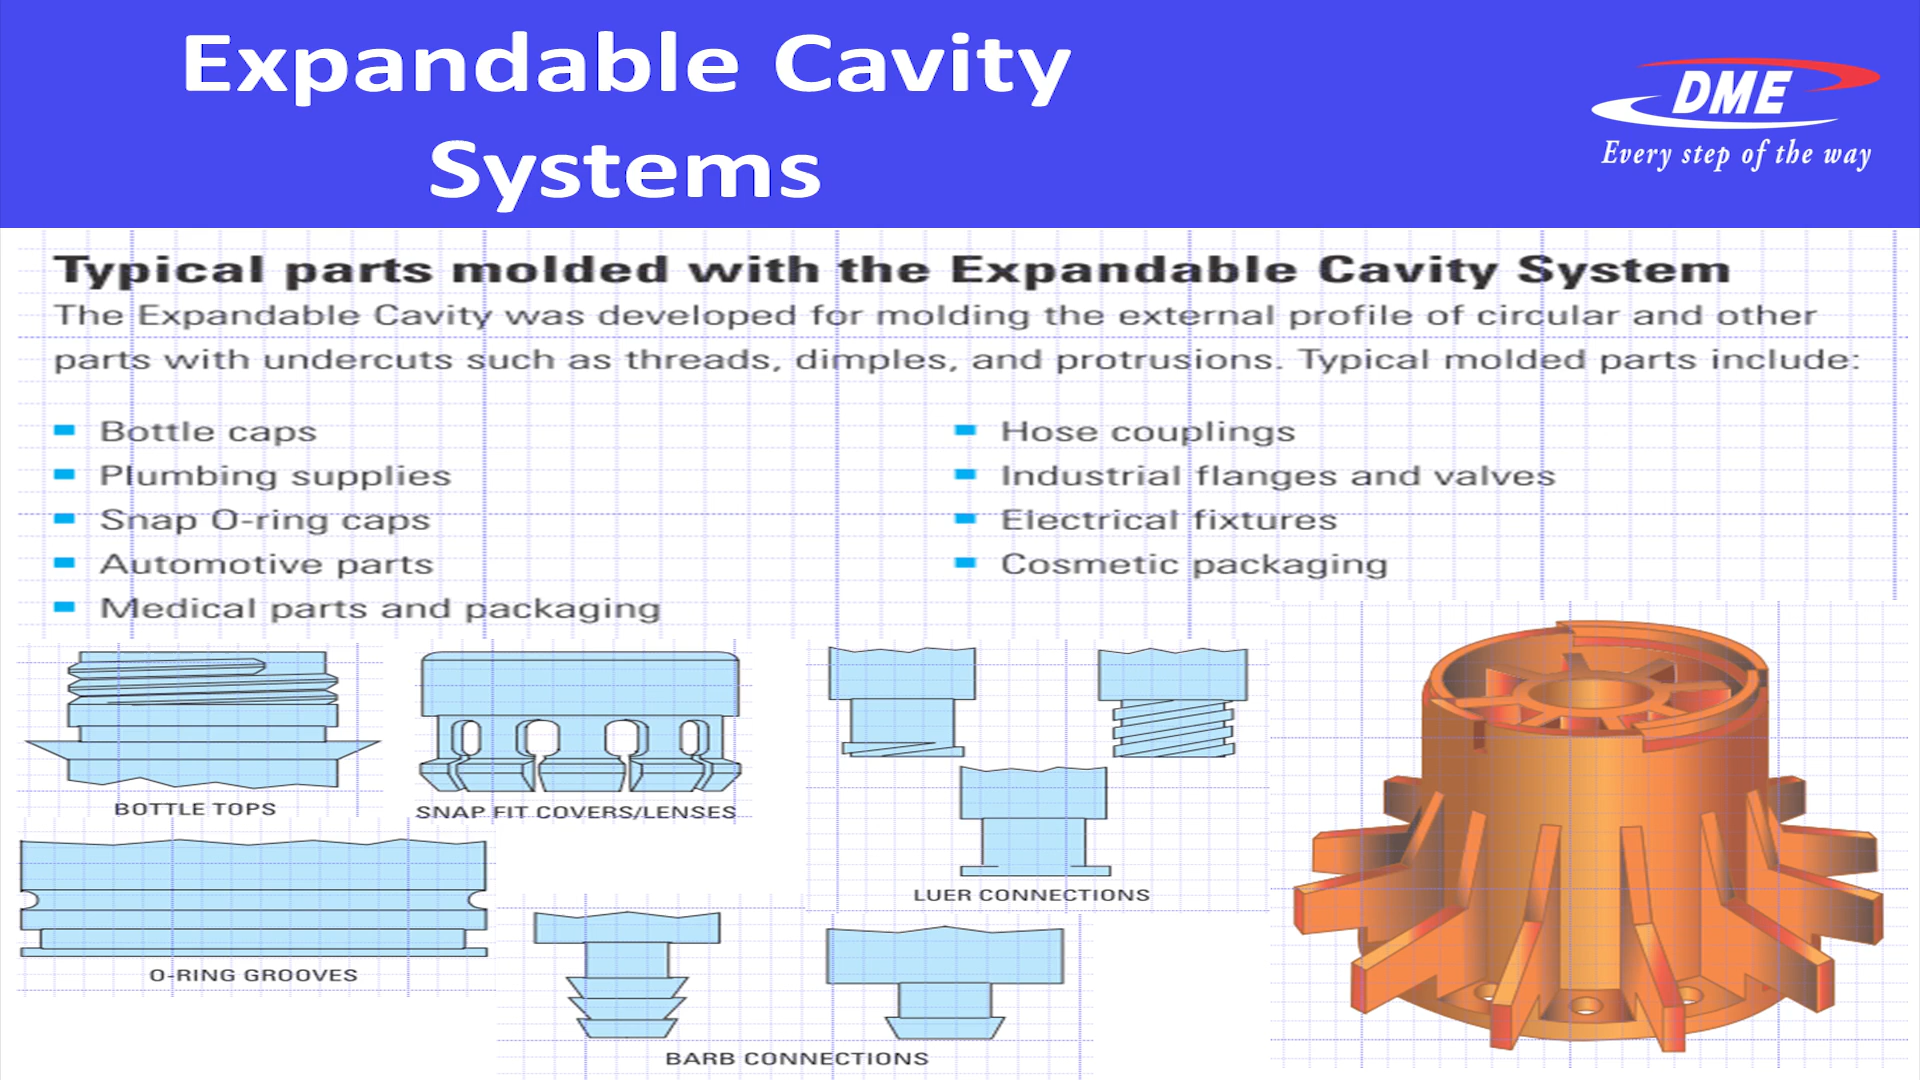 Expandable Cavity
Systems
DME
Every step of the way
Typical parts molded with the Expandable Cavity System
The Expandable Cavity was developed for molding the external profile of circular and other
parts with undercuts such as threads, dimples, and protrusions. Typical molded parts include:
Bottle caps
Plumbing supplies
Snap O-ring caps
Automotive parts
Medical parts and packaging
Hose couplings
Industrial flanges and valves
Electrical fixtures
Cosmetic packaging
BOTTLE TOPS
SNAP FIT COVERS/LENSES
LUER CONNECTIONS
O-RING GROOVES
BARB CONNECTIONS